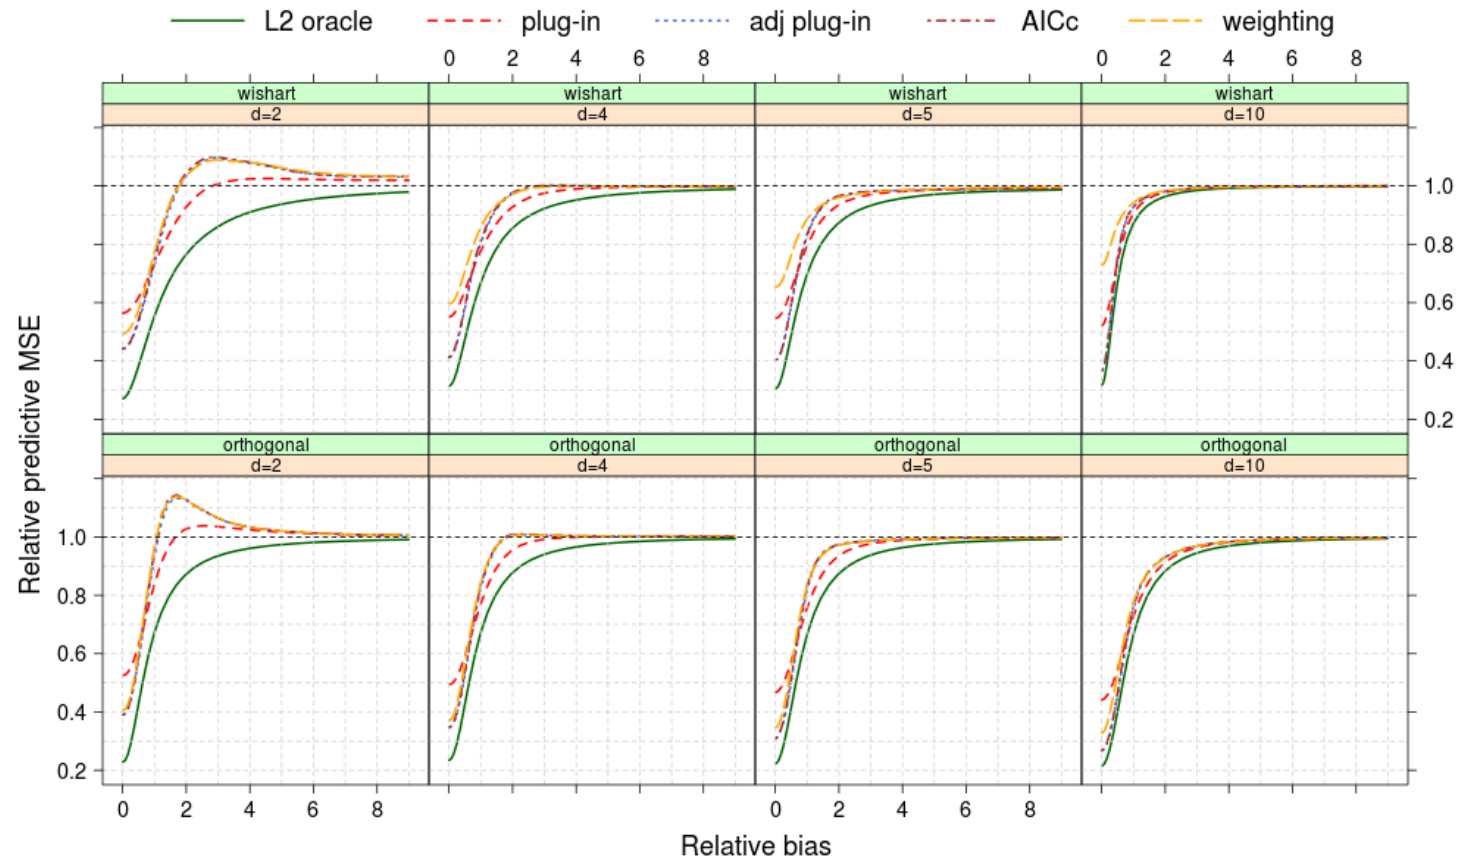 L2 oracle plug-in adj plug-in AICc weighting
0 2 4 6 8 0 2 4 6 8
wishart wishart wishart wishart
d=2 d=4 d=5 d=10
1.0
0.8
0.6
0.4
0.2
Relative predictive MSE
orthogonal orthogonal orthogonal orthogonal
d=2 d=4 d=5 d=10
1.0
0.8
0.6
0.4
0.2
0 2 4 6 8 0 2 4 6 8
Relative bias